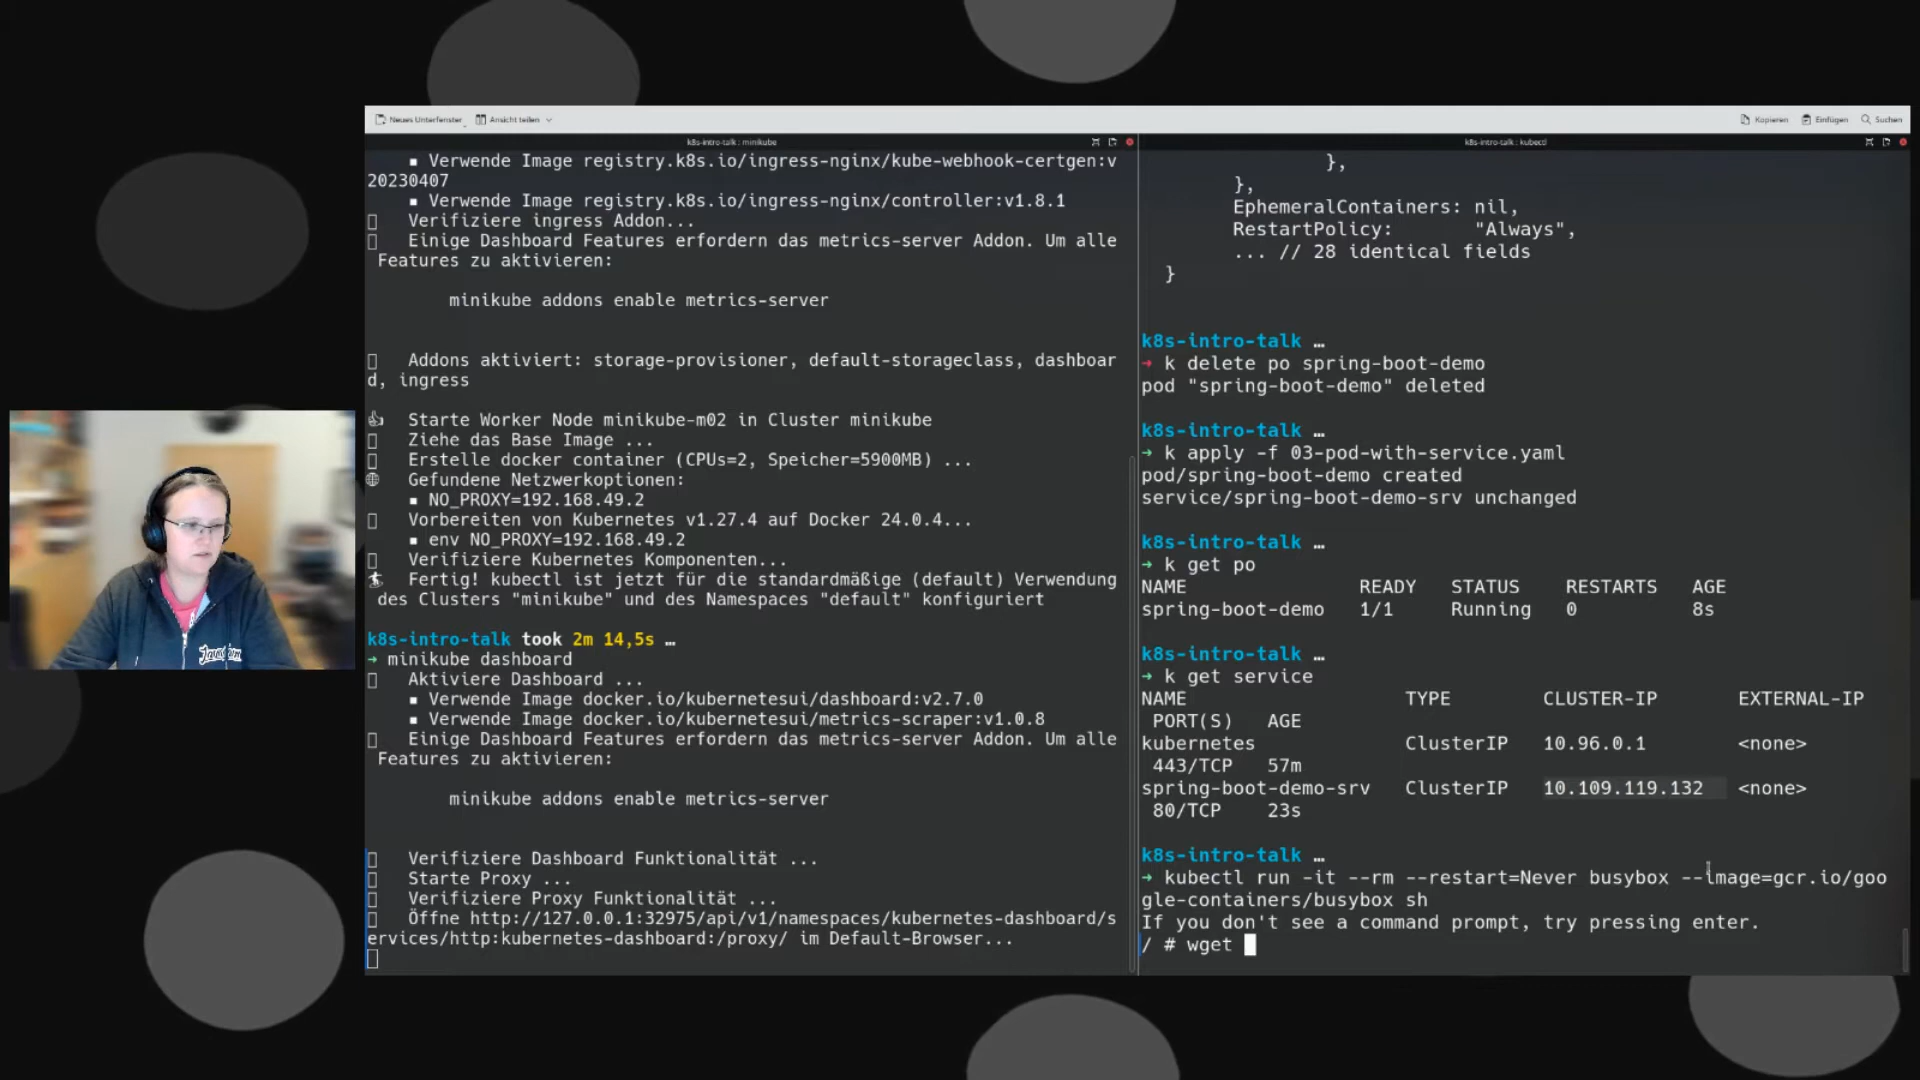 Neues Unterfenster
Ansicht teilen
Kopieren
Einfügen
Suchen
k8s-intro-talk : minikube
▪ Verwende Image registry.k8s.io/ingress-nginx/kube-webhook-certgen:v
20230407
▪ Verwende Image registry.k8s.io/ingress-nginx/controller:v1.8.1
Verifiziere ingress Addon...
Einige Dashboard Features erfordern das metrics-server Addon. Um alle
Features zu aktivieren:
minikube addons enable metrics-server
Addons aktiviert: storage-provisioner, default-storageclass, dashboar
d, ingress
Starte Worker Node minikube-m02 in Cluster minikube
Ziehe das Base Image ...
Erstelle docker container (CPUs=2, Speicher=5900MB) ...
Gefundene Netzwerkoptionen:
▪ NO_PROXY=192.168.49.2
Vorbereiten von Kubernetes v1.27.4 auf Docker 24.0.4...
▪ env NO_PROXY=192.168.49.2
Verifiziere Kubernetes Komponenten...
Fertig! kubectl ist jetzt für die standardmäßige (default) Verwendung
des Clusters "minikube" und des Namespaces "default" konfiguriert
k8s-intro-talk took 2m 14,5s …
➜ minikube dashboard
Aktiviere Dashboard ...
▪ Verwende Image docker.io/kubernetesui/dashboard:v2.7.0
▪ Verwende Image docker.io/kubernetesui/metrics-scraper:v1.0.8
Einige Dashboard Features erfordern das metrics-server Addon. Um alle
Features zu aktivieren:
minikube addons enable metrics-server
Verifiziere Dashboard Funktionalität ...
Starte Proxy ...
Verifiziere Proxy Funktionalität ...
Öffne http://127.0.0.1:32975/api/v1/namespaces/kubernetes-dashboard/s
ervices/http:kubernetes-dashboard:/proxy/ im Default-Browser...
k8s-intro-talk : kubectl
},
},
EphemeralContainers: nil,
RestartPolicy: "Always",
... // 28 identical fields
}
k8s-intro-talk …
➜ k delete po spring-boot-demo
pod "spring-boot-demo" deleted
k8s-intro-talk …
➜ k apply -f 03-pod-with-service.yaml
pod/spring-boot-demo created
service/spring-boot-demo-srv unchanged
k8s-intro-talk …
➜ k get po
NAME READY STATUS RESTARTS AGE
spring-boot-demo 1/1 Running 0 8s
k8s-intro-talk …
➜ k get service
NAME TYPE CLUSTER-IP EXTERNAL-IP
PORT(S) AGE
kubernetes ClusterIP 10.96.0.1 <none>
443/TCP 57m
spring-boot-demo-srv ClusterIP 10.109.119.132 <none>
80/TCP 23s
k8s-intro-talk …
➜ kubectl run -it --rm --restart=Never busybox --image=gcr.io/goo
gle-containers/busybox sh
If you don't see a command prompt, try pressing enter.
/ # wget